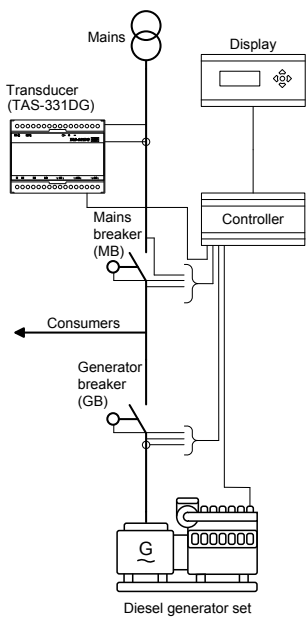 Mains
Display
Transducer
(TAS-331DG)
Controller
Mains
breaker
(MB)
Consumers
Generator
breaker
(GB)
G
~
Diesel generator set